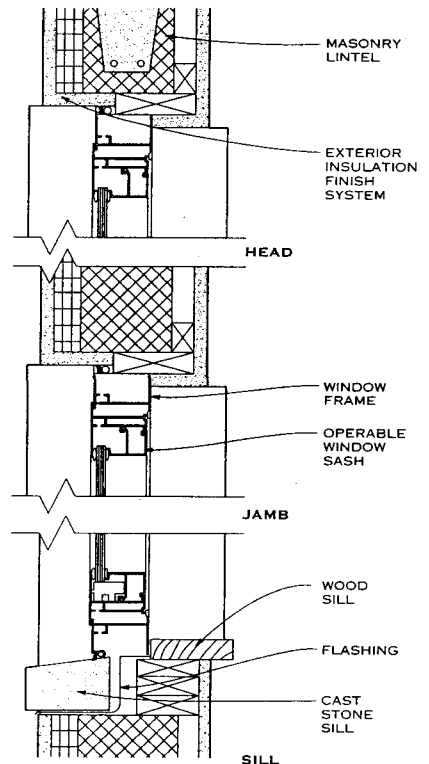 MASONRY
LINTEL
EXTERIOR
INSULATION
FINISH
SYSTEM
HEAD
WINDOW
FRAME
OPERABLE
WINDOW
SASH
JAMB
WOOD
SILL
FLASHING
CAST
STONE
SILL
SILL